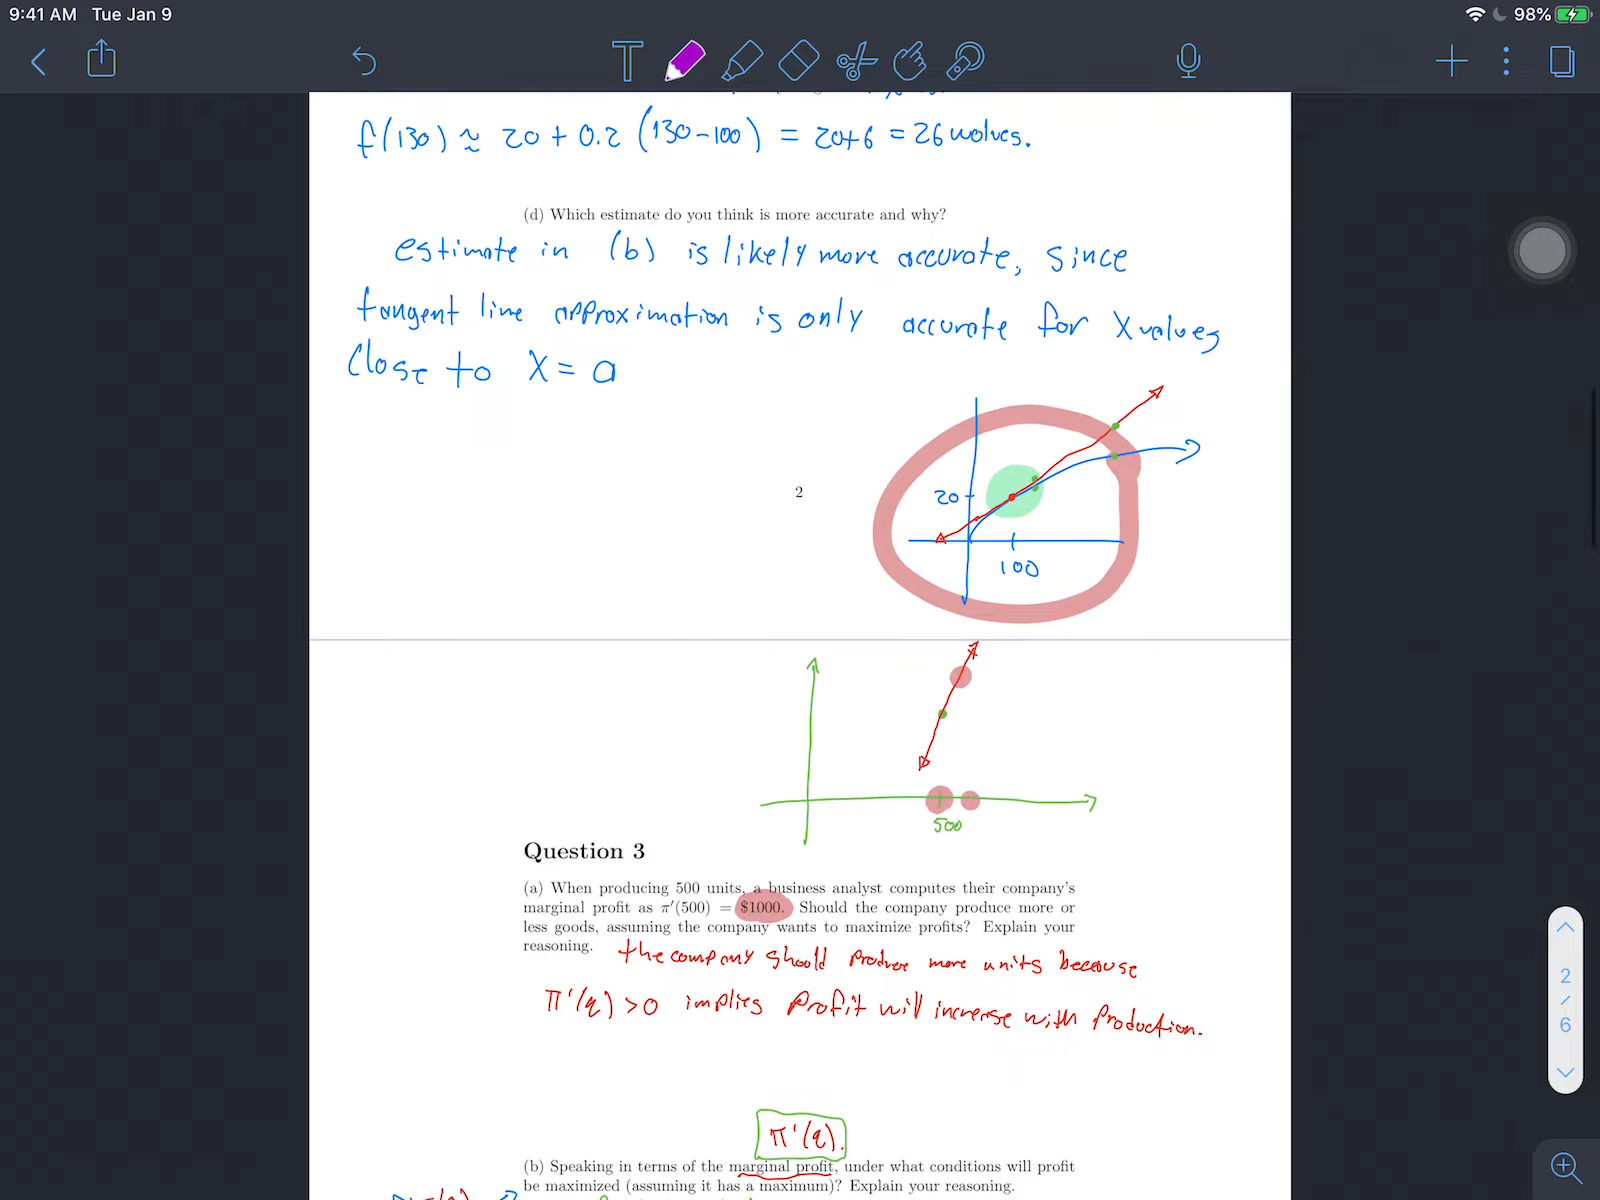 9:41 AM Tue Jan 9
98%
f(130) ≈ 20 + 0.2 (130-100) = 20+6 = 26 wolves.
(d) Which estimate do you think is more accurate and why?
estimate in (b) is likely more accurate, since
tangent line approximation is only accurate for x values
close to x = a
20
100
2
500
Question 3
(a) When producing 500 units, a business analyst computes their company's
marginal profit as π′(500) = $1000. Should the company produce more or
less goods, assuming the company wants to maximize profits? Explain your
reasoning.
the company should produce more units because
π'(q) >0 implies profit will increase with production.
π'(q).
(b) Speaking in terms of the marginal profit, under what conditions will profit
be maximized (assuming it has a maximum)? Explain your reasoning.
2
/
6